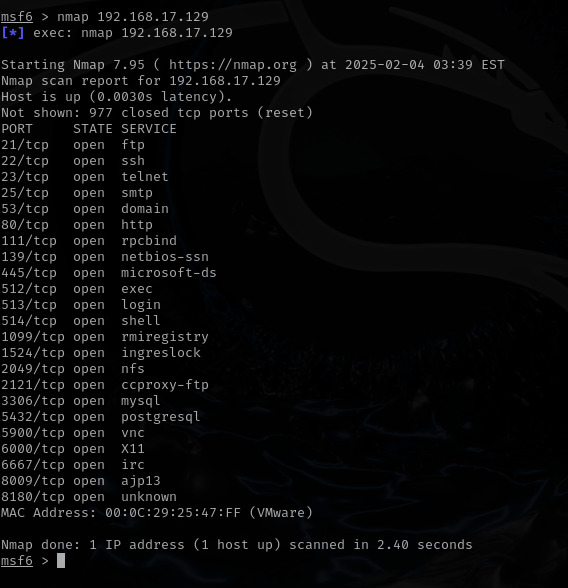 msf6 > nmap 192.168.17.129
[*] exec: nmap 192.168.17.129
Starting Nmap 7.95 ( https://nmap.org ) at 2025-02-04 03:39 EST
Nmap scan report for 192.168.17.129
Host is up (0.0030s latency).
Not shown: 977 closed tcp ports (reset)
PORT     STATE SERVICE
21/tcp   open  ftp
22/tcp   open  ssh
23/tcp   open  telnet
25/tcp   open  smtp
53/tcp   open  domain
80/tcp   open  http
111/tcp  open  rpcbind
139/tcp  open  netbios-ssn
445/tcp  open  microsoft-ds
512/tcp  open  exec
513/tcp  open  login
514/tcp  open  shell
1099/tcp open  rmiregistry
1524/tcp open  ingreslock
2049/tcp open  nfs
2121/tcp open  ccproxy-ftp
3306/tcp open  mysql
5432/tcp open  postgresql
5900/tcp open  vnc
6000/tcp open  X11
6667/tcp open  irc
8009/tcp open  ajp13
8180/tcp open  unknown
MAC Address: 00:0C:29:25:47:FF (VMware)
Nmap done: 1 IP address (1 host up) scanned in 2.40 seconds
msf6 >